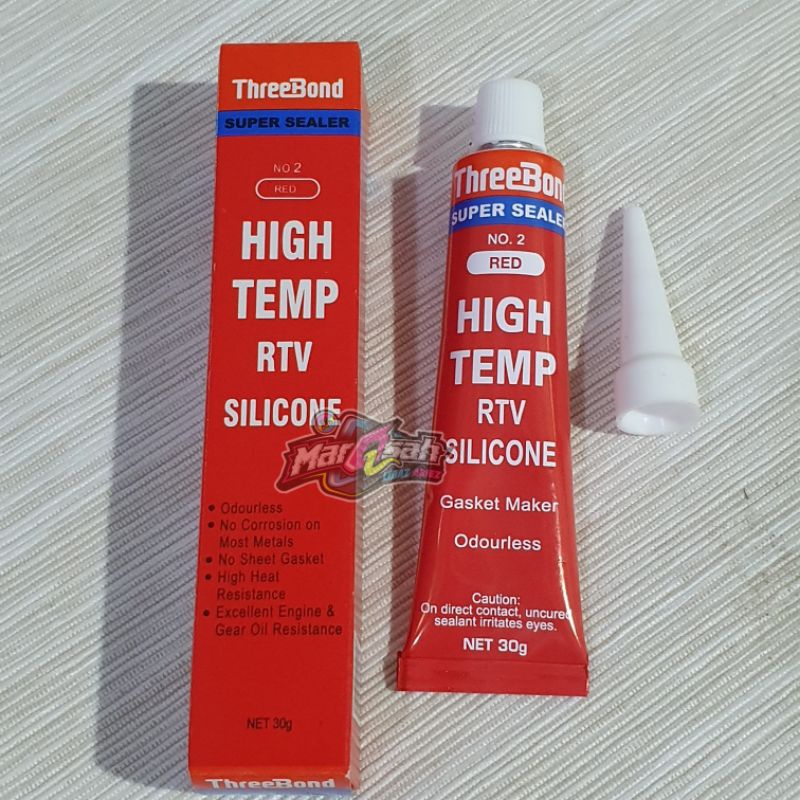 ThreeBond
SUPER SEALER
NO.2
RED
HIGH
TEMP
RTV
SILICONE
• Odourless
• No Corrosion on
Most Metals
• No Sheet Gasket
• High Heat
Resistance
• Excellent Engine &
Gear Oil Resistance
NET 30g
ThreeBond
ThreeBond
SUPER SEALER
NO. 2
RED
HIGH
TEMP
RTV
SILICONE
Gasket Maker
Odourless
Caution:
On direct contact, uncured
sealant irritates eyes.
NET 30g